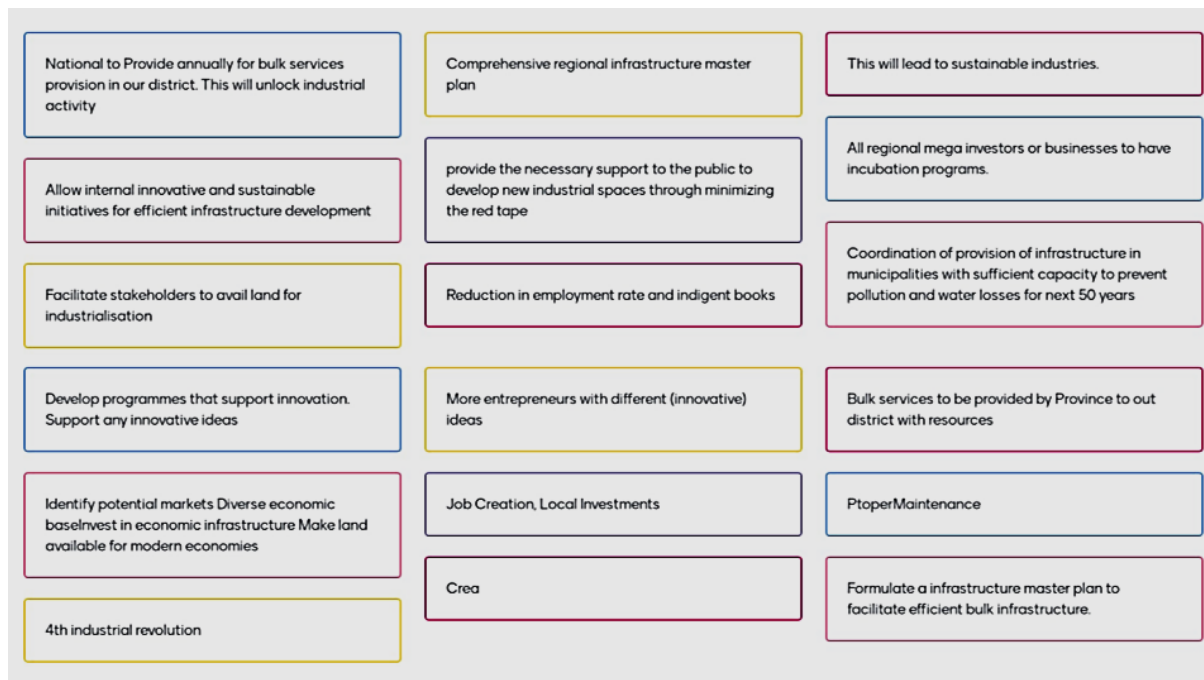 National to Provide annually for bulk services
provision in our district. This will unlock industrial
activity
Allow internal innovative and sustainable
initiatives for efficient infrastructure development
Facilitate stakeholders to avail land for
industrialisation
Develop programmes that support innovation.
Support any innovative ideas
Identify potential markets Diverse economic
baseInvest in economic infrastructure Make land
available for modern economies
4th industrial revolution
Comprehensive regional infrastructure master
plan
provide the necessary support to the public to
develop new industrial spaces through minimizing
the red tape
Reduction in employment rate and indigent books
More entrepreneurs with different (innovative)
ideas
Job Creation, Local Investments
Crea
This will lead to sustainable industries.
All regional mega investors or businesses to have
incubation programs.
Coordination of provision of infrastructure in
municipalities with sufficient capacity to prevent
pollution and water losses for next 50 years
Bulk services to be provided by Province to out
district with resources
PtoperMaintenance
Formulate a infrastructure master plan to
facilitate efficient bulk infrastructure.